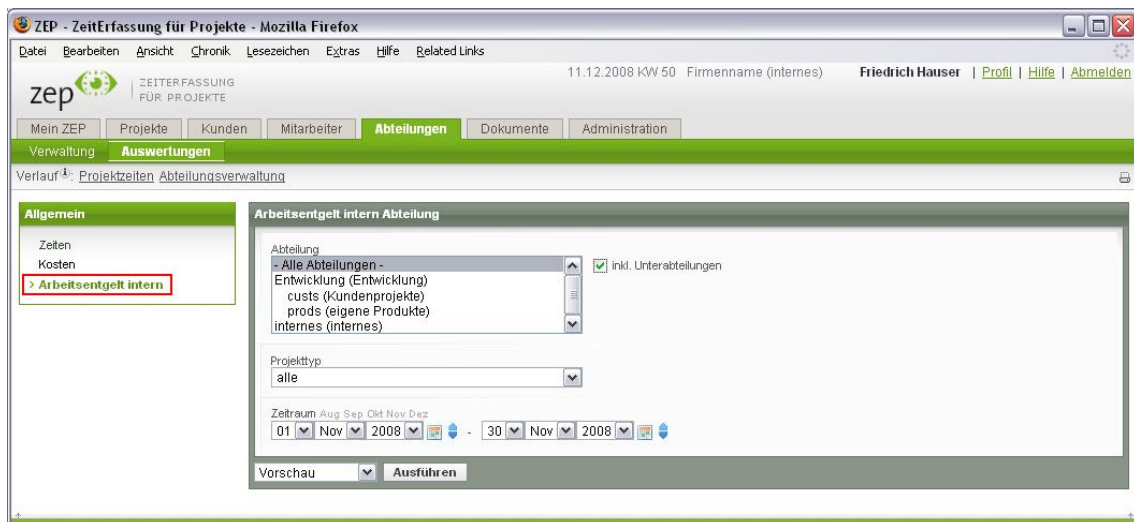 ZEP - ZeitErfassung für Projekte - Mozilla Firefox
Datei Bearbeiten Ansicht Chronik Lesezeichen Extras Hilfe Related Links
11.12.2008 KW 50 Firmenname (internes) Friedrich Hauser | Profil | Hilfe | Abmelden
zep ZEITERFASSUNG
FÜR PROJEKTE
Mein ZEP Projekte Kunden Mitarbeiter Abteilungen Dokumente Administration
Verwaltung Auswertungen
Verlauf: Projektzeiten Abteilungsverwaltung
Allgemein
Zeiten
Kosten
> Arbeitsentgelt intern
Arbeitsentgelt intern Abteilung
Abteilung
- Alle Abteilungen -
Entwicklung (Entwicklung)
custs (Kundenprojekte)
prods (eigene Produkte)
internes (internes)
inkl. Unterabteilungen
Projekttyp
alle
Zeitraum Aug Sep Okt Nov Dez
01 Nov 2008 - 30 Nov 2008
Vorschau Ausführen